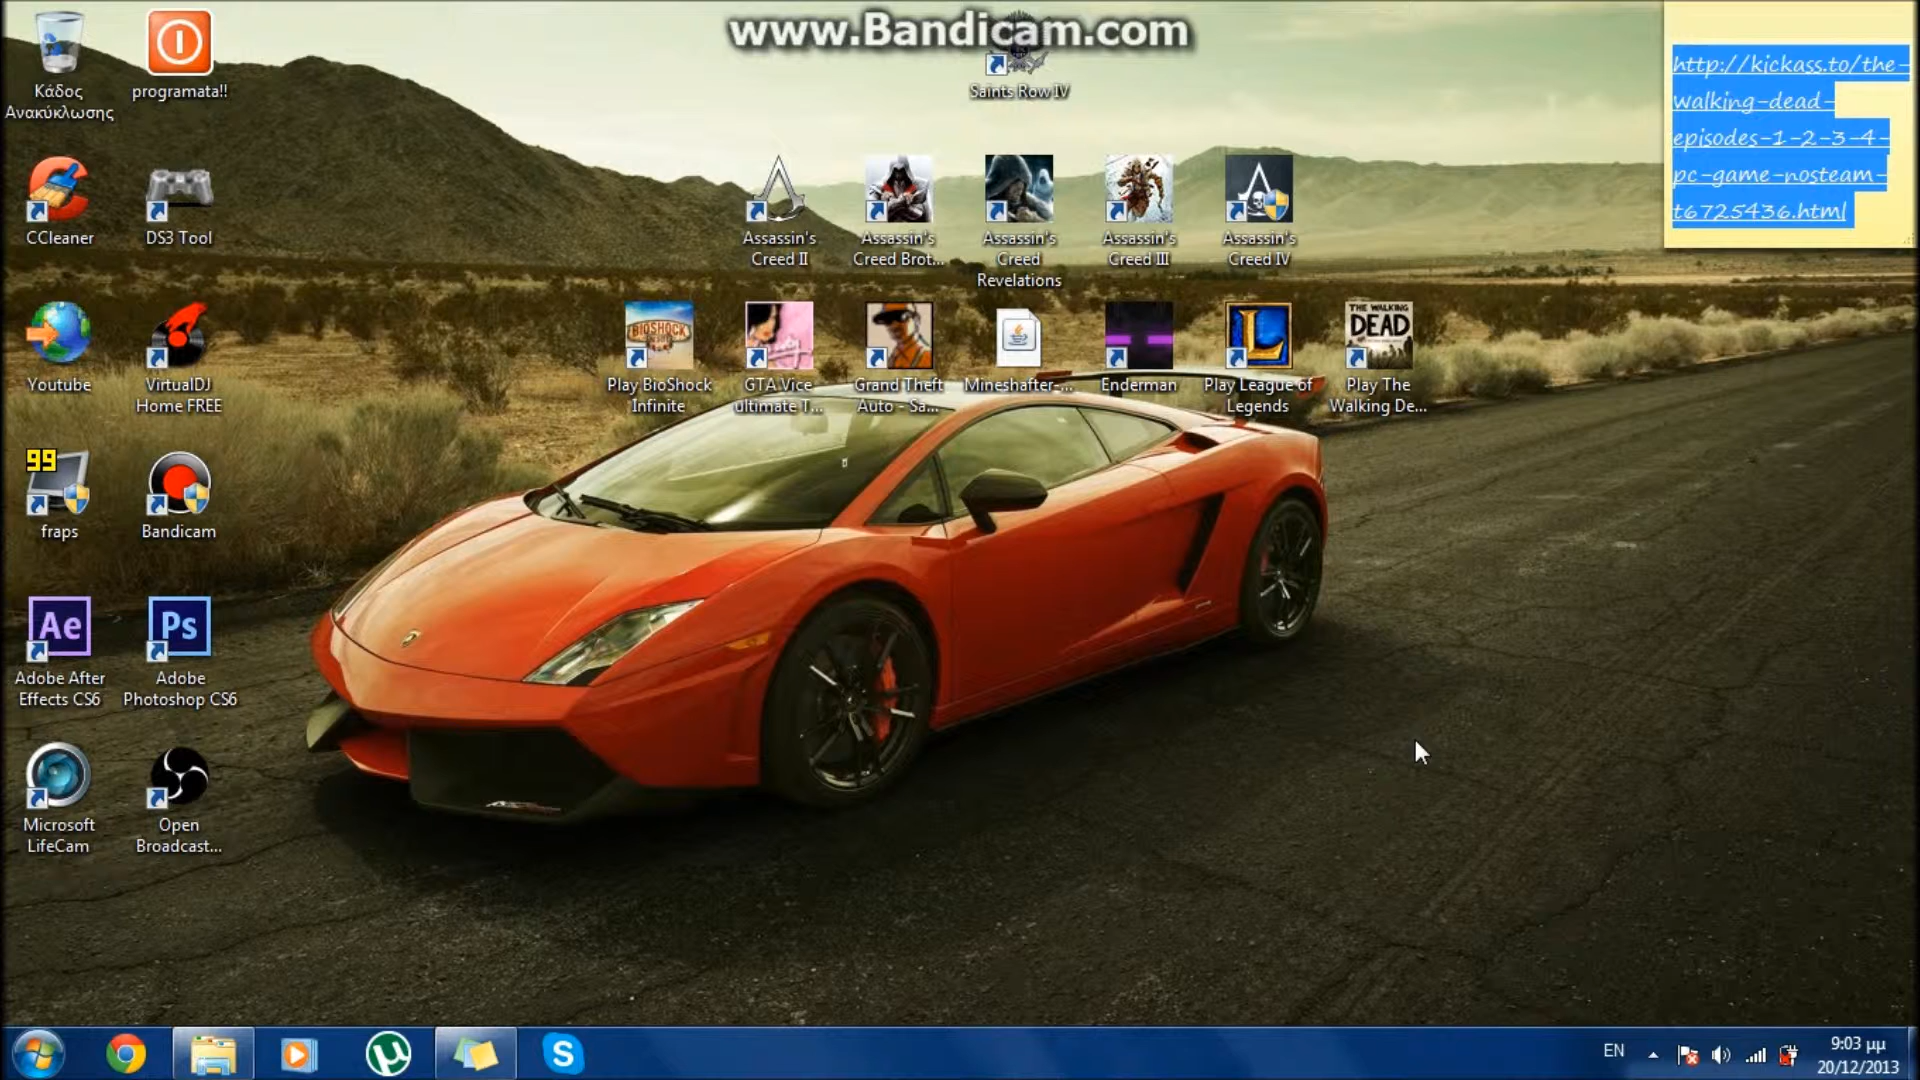 www.Bandicam.com
Κάδος
Ανακύκλωσης
programata!!
Saints Row IV
http://kickass.to/the-
walking-dead-
episodes-1-2-3-4-
pc-game-nosteam-
t6725436.html
CCleaner
DS3 Tool
Assassin's
Creed II
Assassin's
Creed Brot...
Assassin's
Creed
Revelations
Assassin's
Creed III
Assassin's
Creed IV
Youtube
VirtualDJ
Home FREE
BIOSHOCK
Play BioShock
Infinite
GTA Vice
ultimate T...
Grand Theft
Auto - Sa...
Mineshafter-...
Enderman
L
Play League of
Legends
THE WALKING
DEAD
Play The
Walking De...
99
fraps
Bandicam
Ae
Adobe After
Effects CS6
Ps
Adobe
Photoshop CS6
Microsoft
LifeCam
Open
Broadcast...
EN
9:03 μμ
20/12/2013